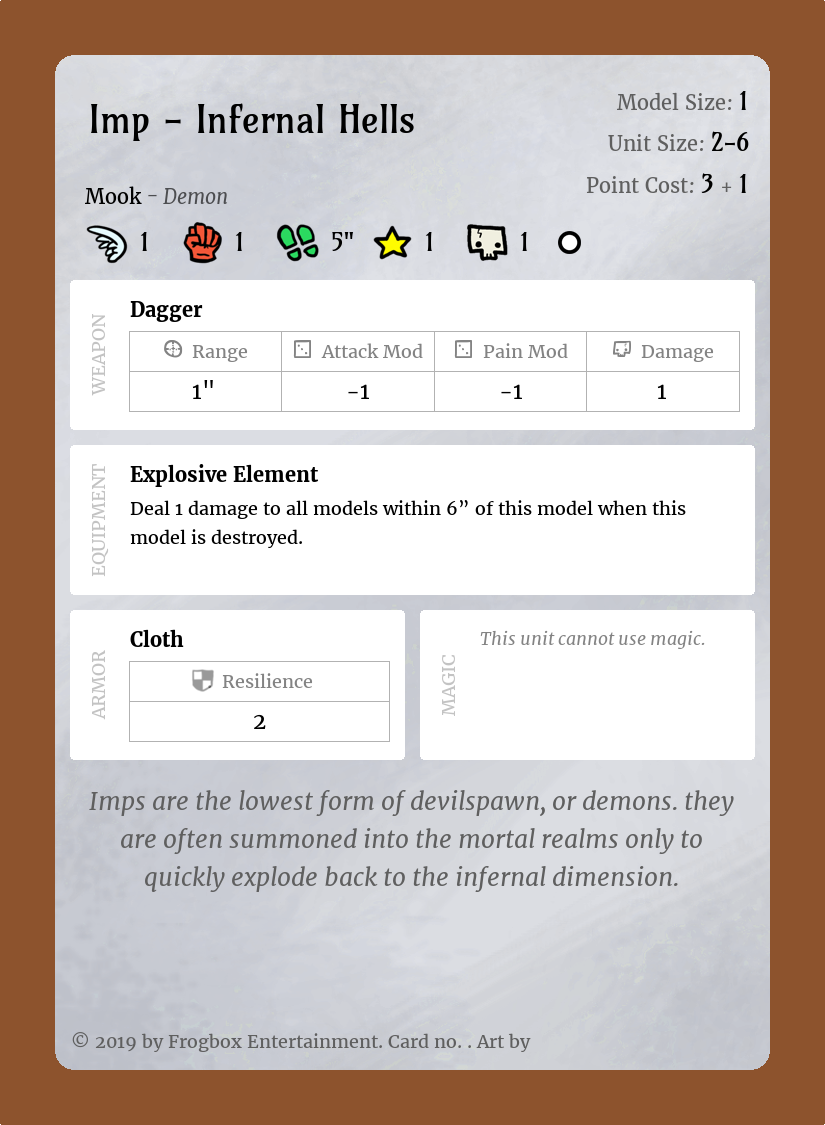 Imp - Infernal Hells
Model Size: 1
Unit Size: 2-6
Point Cost: 3 + 1
Mook - Demon
1 1 5" 1 1
WEAPON
Dagger
Range Attack Mod Pain Mod Damage
1" -1 -1 1
EQUIPMENT
Explosive Element
Deal 1 damage to all models within 6” of this model when this
model is destroyed.
ARMOR
Cloth
Resilience
2
MAGIC
This unit cannot use magic.
Imps are the lowest form of devilspawn, or demons. they
are often summoned into the mortal realms only to
quickly explode back to the infernal dimension.
© 2019 by Frogbox Entertainment. Card no. . Art by